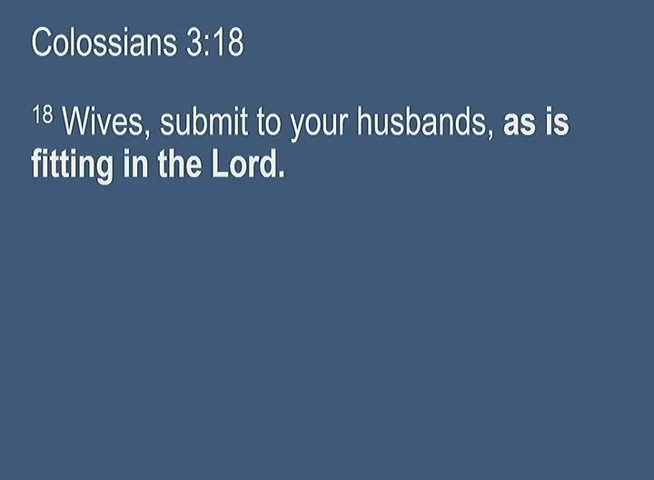 Colossians 3:18
18 Wives, submit to your husbands, as is
fitting in the Lord.